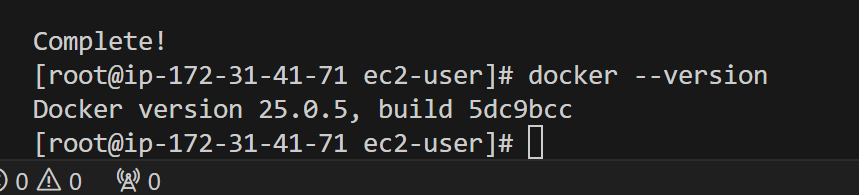 Complete!
[root@ip-172-31-41-71 ec2-user]# docker --version
Docker version 25.0.5, build 5dc9bcc
[root@ip-172-31-41-71 ec2-user]#
0 0 0